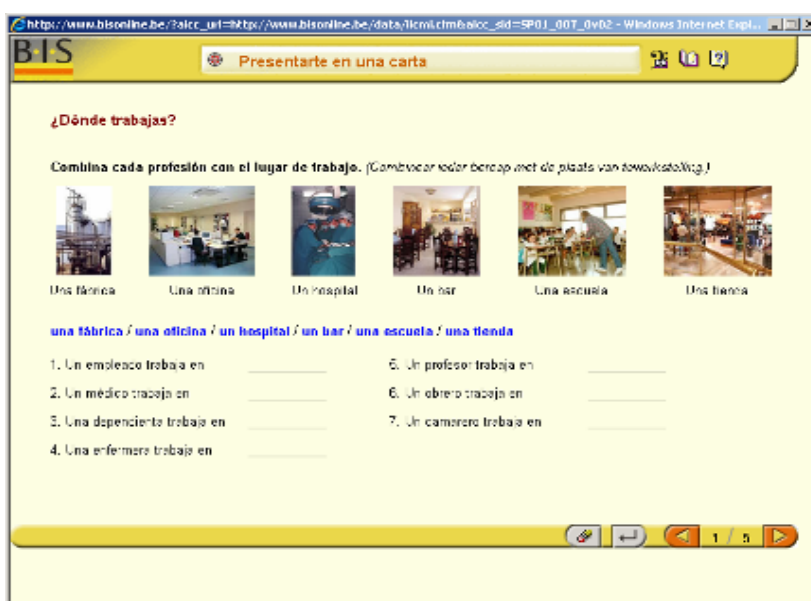 http://www.bisonline.be/?aicc_url=http://www.bisonline.be/data/licml.cfm&aicc_sid=SP01_00T_0v02 - Windows Internet Expl...
B·I·S
Presentarte en una carta
¿Dónde trabajas?
Combina cada profesión con el lugar de trabajo. (Combineer ieder beroep met de plaats van tewerkstelling.)
Una fábrica Una oficina Un hospital Un bar Una escuela Una tienda
una fábrica / una oficina / un hospital / un bar / una escuela / una tienda
1. Un empleado trabaja en
2. Un médico trabaja en
3. Una dependienta trabaja en
4. Una enfermera trabaja en
5. Un profesor trabaja en
6. Un obrero trabaja en
7. Un camarero trabaja en
1 / 5